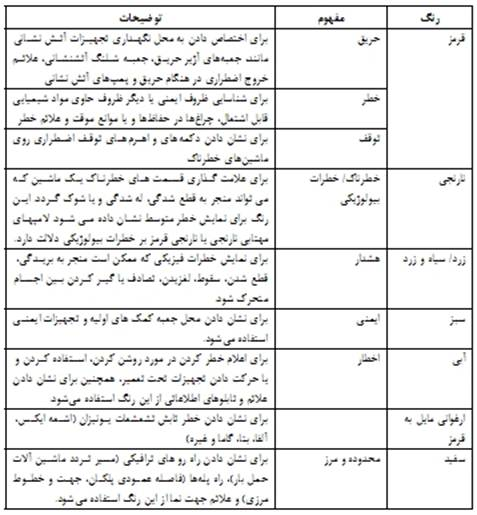 رنگ مفهوم توضیحات
قرمز حریق برای اختصاص دادن به محل نگهداری تجهیزات آتش نشانی
مانند جعبه‌های آژیر حریق، جعبه شلنگ آتشنشانی، علائم
خروج اضطراری در هنگام حریق و پمپ‌های آتش نشانی
خطر برای شناسایی ظروف ایمنی یا دیگر ظروف حاوی مواد شیمیایی
قابل اشتعال، چراغ‌ها در حفاظ‌ها و یا موانع موقت و علائم خطر
توقف برای نشان دادن دکمه‌های و اهرم‌های توقف اضطراری روی
ماشین‌های خطرناک
نارنجی خطرناک/ خطرات برای علامت گذاری قسمت های خطرناک یک ماشین که
بیولوژیکی می تواند منجر به قطع شدگی، له شدگی و یا شوک گردد. این
رنگ برای نمایش خطر متوسط نشان داده می شود. لامپهای
مهتابی نارنجی یا نارنجی قرمز بر خطرات بیولوژیکی دلالت دارد.
زرد/ سیاه و زرد هشدار برای نمایش خطرات فیزیکی که ممکن است منجر به بریدگی،
قطع شدن، سقوط، لغزیدن، تصادف یا گیر کردن بین اجسام
متحرک شود.
سبز ایمنی برای نشان دادن محل جعبه کمک های اولیه و تجهیزات ایمنی
استفاده می‌شود.
آبی اخطار برای اعلام خطر کردن در مورد روشن کردن، استفاده کردن و
یا حرکت دادن تجهیزات تحت تعمیر، همچنین برای نشان دادن
علائم و تابلوهای اطلاعاتی از این رنگ استفاده می‌شود.
ارغوانی مایل به برای نشان دادن خطر تابش تشعشعات یونیزان (اشعه ایکس،
قرمز آلفا، بتا، گاما و غیره)
سفید محدوده و مرز برای نشان دادن راه رو های ترافیکی (مسیر تردد ماشین آلات
حمل بار)، راه پله‌ها (فاصله عمودی پلکان، جهت و خطوط
مرزی) و علائم جهت نما از این رنگ استفاده می‌شود.